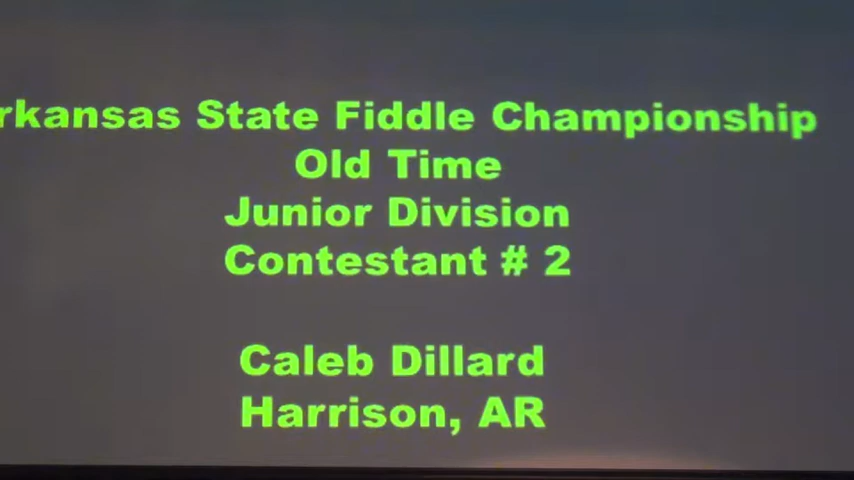 rkansas State Fiddle Championship
Old Time
Junior Division
Contestant # 2
Caleb Dillard
Harrison, AR